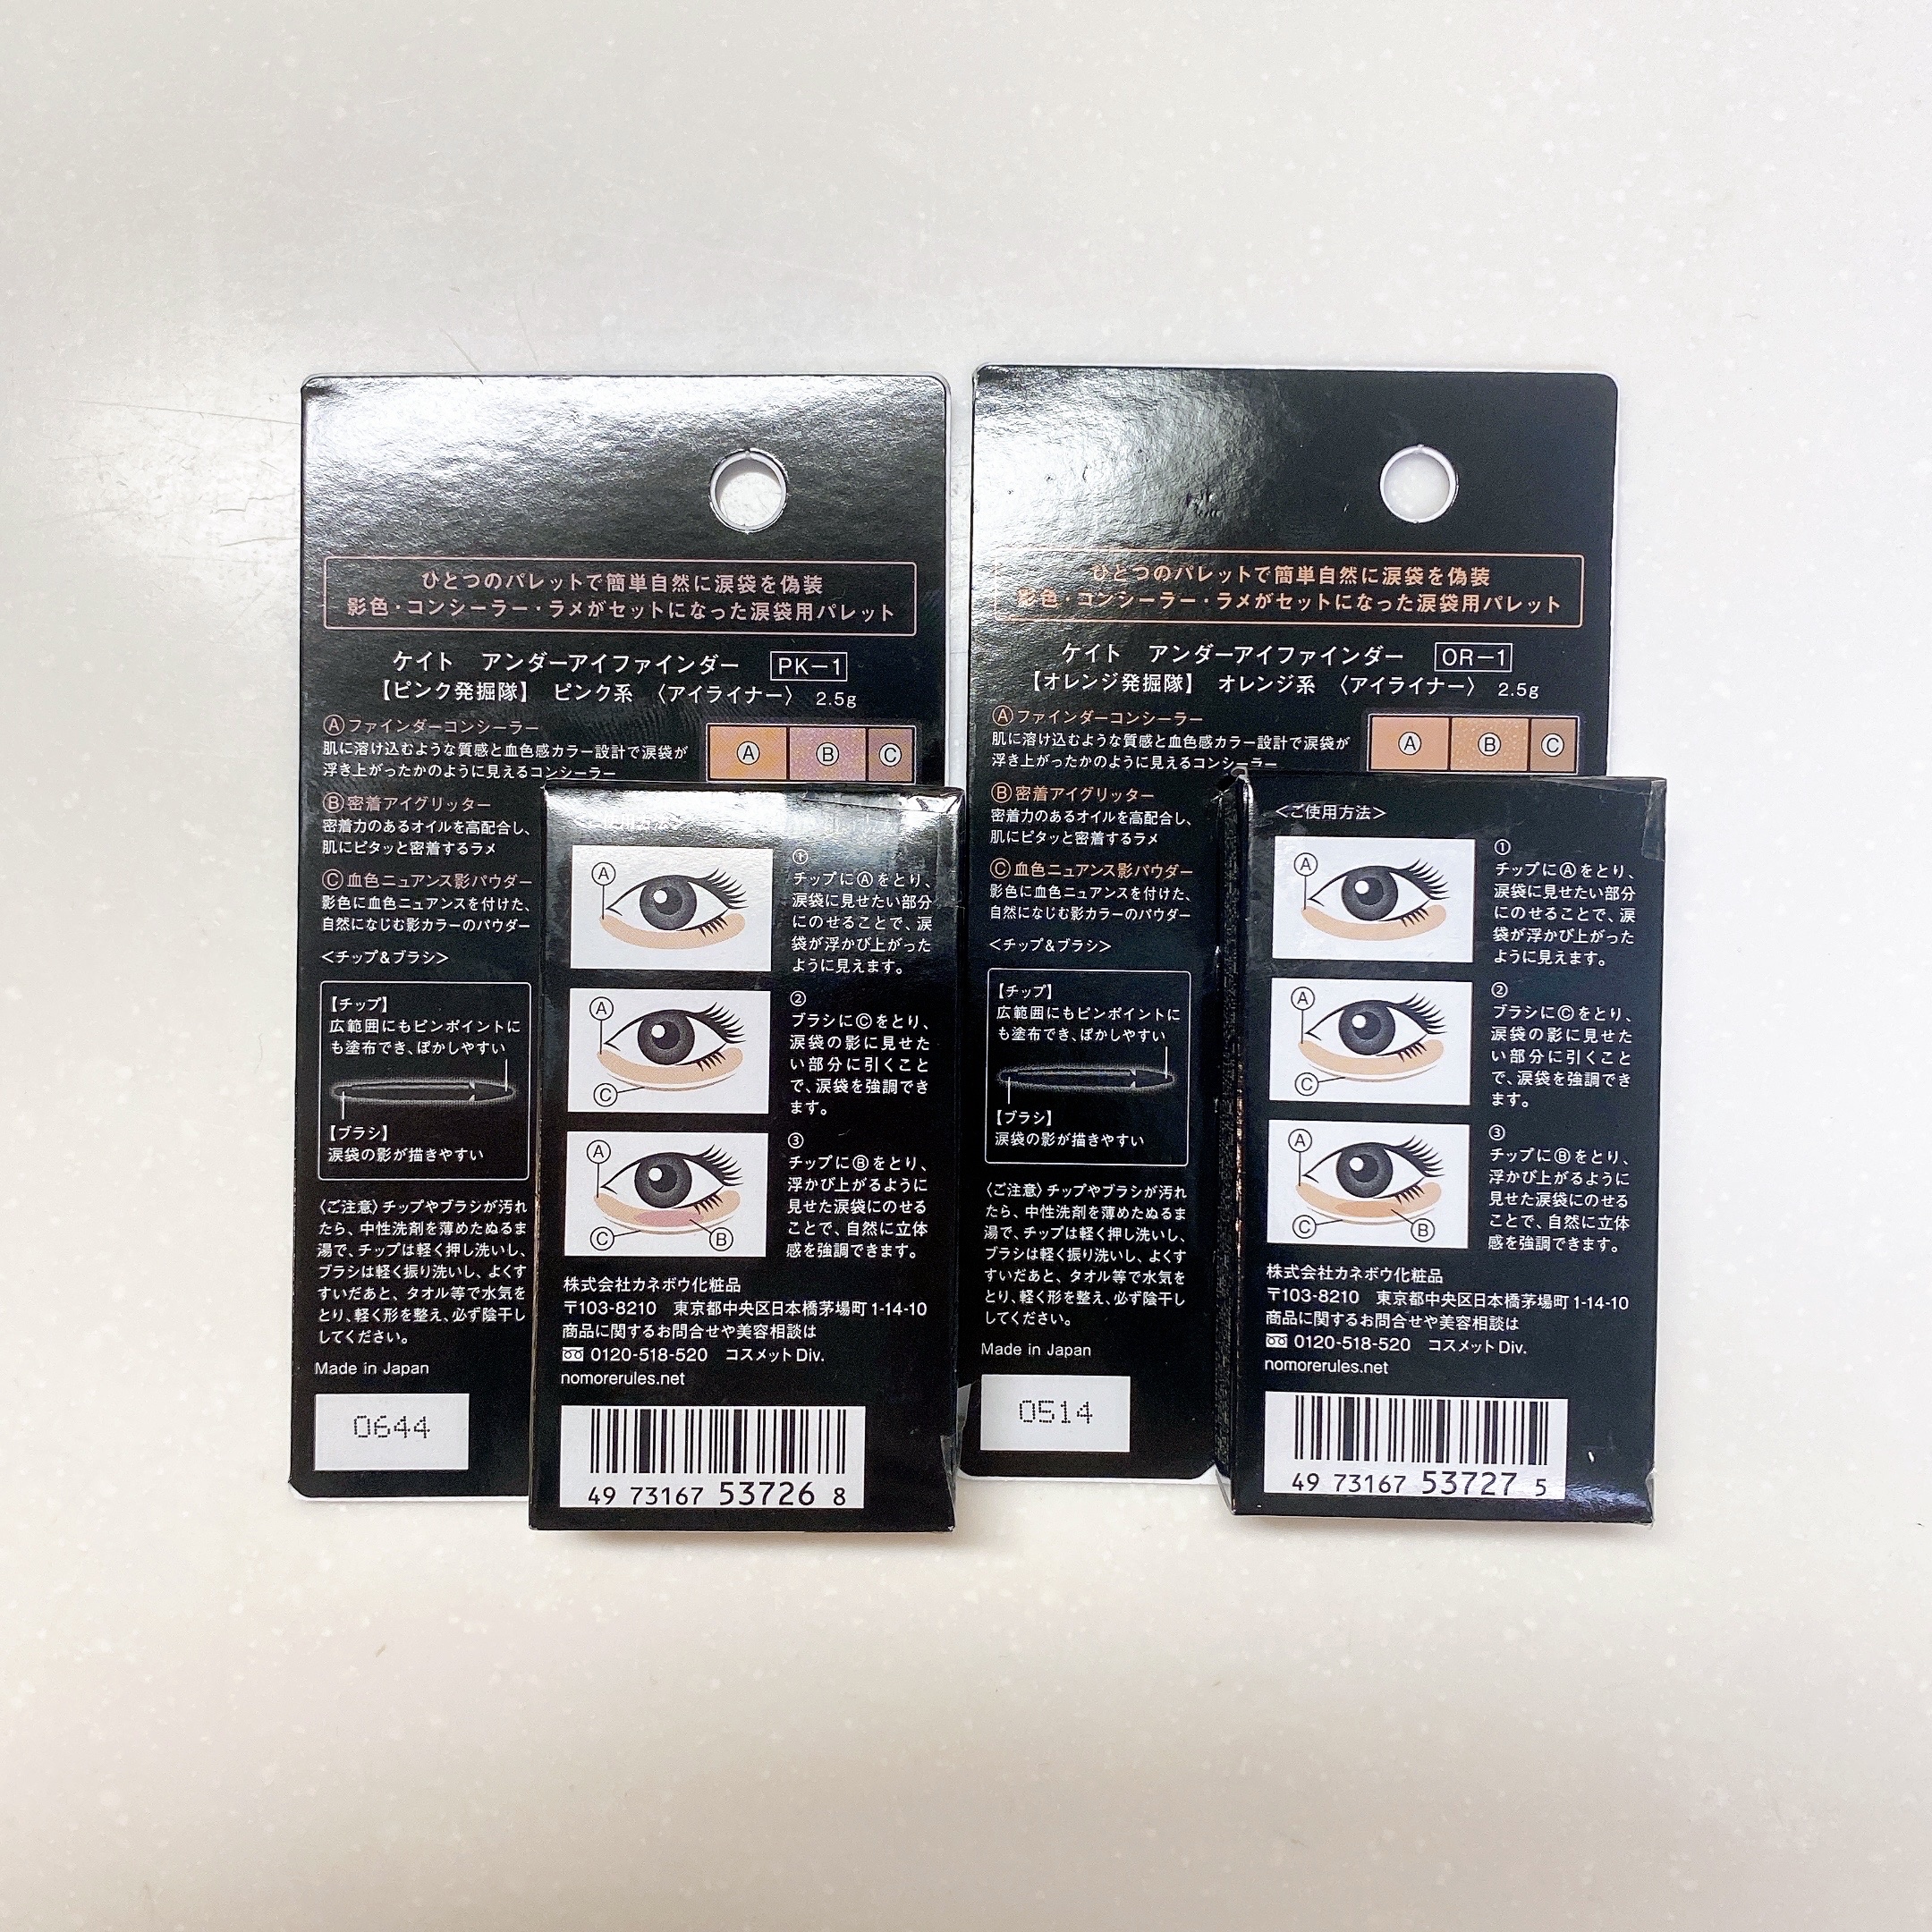 ひとつのパレットで簡単自然に涙袋を偽装
影色・コンシーラー・ラメがセットになった涙袋用パレット
ケイト アンダーアイファインダー PK-1
【ピンク発掘隊】 ピンク系 〈アイライナー〉 2.5g
Ⓐファインダーコンシーラー
肌に溶け込むような質感と血色感カラー設計で涙袋が
浮き上がったかのように見えるコンシーラー
Ⓐ Ⓑ Ⓒ
Ⓑ密着アイグリッター
密着力のあるオイルを高配合し、
肌にピタッと密着するラメ
Ⓒ血色ニュアンス影パウダー
影色に血色ニュアンスを付けた、
自然になじむ影カラーのパウダー
<チップ&ブラシ>
【チップ】
広範囲にもピンポイントに
も塗布でき、ぼかしやすい
【ブラシ】
涙袋の影が描きやすい
〈ご注意〉チップやブラシが汚れ
たら、中性洗剤を薄めたぬるま
湯で、チップは軽く押し洗いし、
ブラシは軽く振り洗いし、よくす
すいだあと、タオル等で水気を
とり、軽く形を整え、必ず陰干し
してください。
Made in Japan
0644
<ご使用方法>
Ⓐ
①
チップにⒶをとり、
涙袋に見せたい部分
にのせることで、涙
袋が浮かび上がった
ように見えます。
Ⓐ
Ⓒ
②
ブラシにⒸをとり、
涙袋の影に見せた
い部分に引くこと
で、涙袋を強調でき
ます。
Ⓐ
Ⓒ Ⓑ
③
チップにⒷをとり、
浮かび上がるように
見せた涙袋にのせる
ことで、自然に立体
感を強調できます。
株式会社カネボウ化粧品
〒103-8210 東京都中央区日本橋茅場町1-14-10
商品に関するお問合せや美容相談は
0120-518-520 コスメットDiv.
nomorerules.net
49 73167 53726 8
ひとつのパレットで簡単自然に涙袋を偽装
影色・コンシーラー・ラメがセットになった涙袋用パレット
ケイト アンダーアイファインダー OR-1
【オレンジ発掘隊】 オレンジ系 〈アイライナー〉 2.5g
Ⓐファインダーコンシーラー
肌に溶け込むような質感と血色感カラー設計で涙袋が
浮き上がったかのように見えるコンシーラー
Ⓐ Ⓑ Ⓒ
Ⓑ密着アイグリッター
密着力のあるオイルを高配合し、
肌にピタッと密着するラメ
Ⓒ血色ニュアンス影パウダー
影色に血色ニュアンスを付けた、
自然になじむ影カラーのパウダー
<チップ&ブラシ>
【チップ】
広範囲にもピンポイントに
も塗布でき、ぼかしやすい
【ブラシ】
涙袋の影が描きやすい
〈ご注意〉チップやブラシが汚れ
たら、中性洗剤を薄めたぬるま
湯で、チップは軽く押し洗いし、
ブラシは軽く振り洗いし、よくす
すいだあと、タオル等で水気を
とり、軽く形を整え、必ず陰干し
してください。
Made in Japan
0514
<ご使用方法>
Ⓐ
①
チップにⒶをとり、
涙袋に見せたい部分
にのせることで、涙
袋が浮かび上がった
ように見えます。
Ⓐ
Ⓒ
②
ブラシにⒸをとり、
涙袋の影に見せた
い部分に引くこと
で、涙袋を強調でき
ます。
Ⓐ
Ⓒ Ⓑ
③
チップにⒷをとり、
浮かび上がるように
見せた涙袋にのせる
ことで、自然に立体
感を強調できます。
株式会社カネボウ化粧品
〒103-8210 東京都中央区日本橋茅場町1-14-10
商品に関するお問合せや美容相談は
0120-518-520 コスメットDiv.
nomorerules.net
49 73167 53727 5